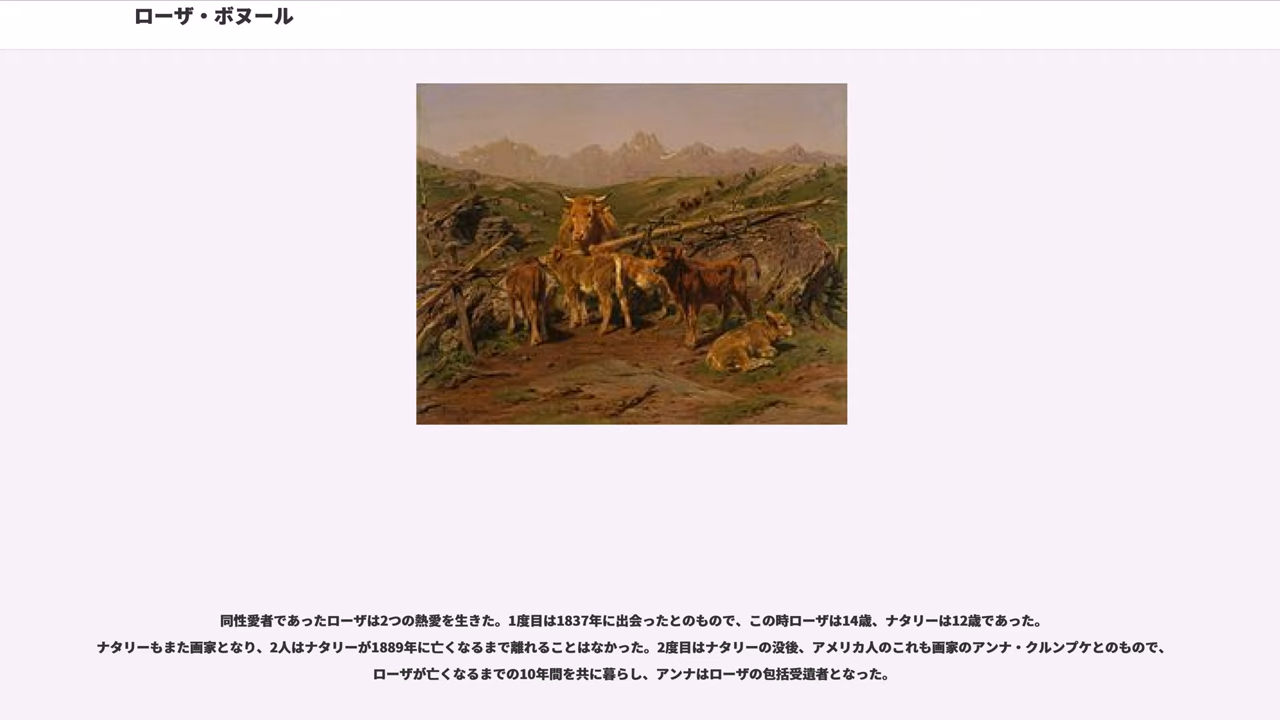 ローザ・ボヌール
同性愛者であったローザは2つの熱愛を生きた。1度目は1837年に出会ったとのもので、この時ローザは14歳、ナタリーは12歳であった。
ナタリーもまた画家となり、2人はナタリーが1889年に亡くなるまで離れることはなかった。2度目はナタリーの没後、アメリカ人のこれも画家のアンナ・クルンプケとのもので、
ローザが亡くなるまでの10年間を共に暮らし、アンナはローザの包括受遺者となった。